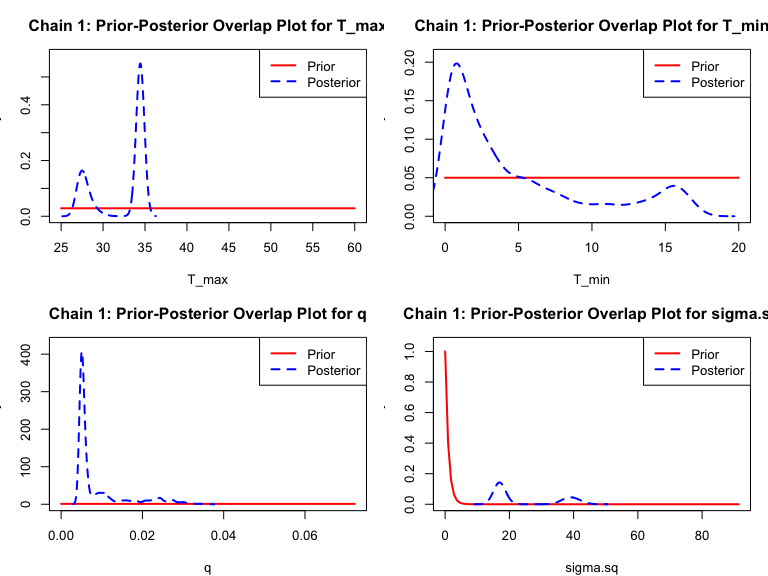 Chain 1: Prior-Posterior Overlap Plot for T_max
Prior
Posterior
0.0 0.2 0.4
25 30 35 40 45 50 55 60
T_max
Chain 1: Prior-Posterior Overlap Plot for T_min
Prior
Posterior
0.00 0.05 0.10 0.15 0.20
0 5 10 15 20
T_min
Chain 1: Prior-Posterior Overlap Plot for q
Prior
Posterior
0 100 200 300 400
0.00 0.02 0.04 0.06
q
Chain 1: Prior-Posterior Overlap Plot for sigma.s
Prior
Posterior
0.0 0.2 0.4 0.6 0.8 1.0
0 20 40 60 80
sigma.sq